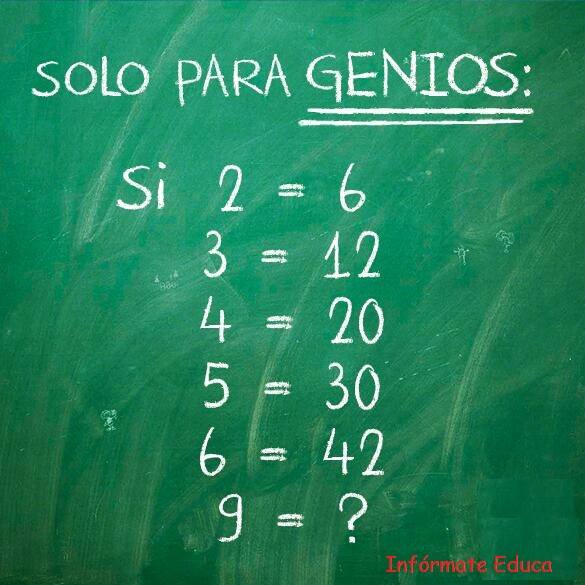 SOLO PARA GENIOS:
Si 2 = 6
3 = 12
4 = 20
5 = 30
6 = 42
9 = ?
Infórmate Educa